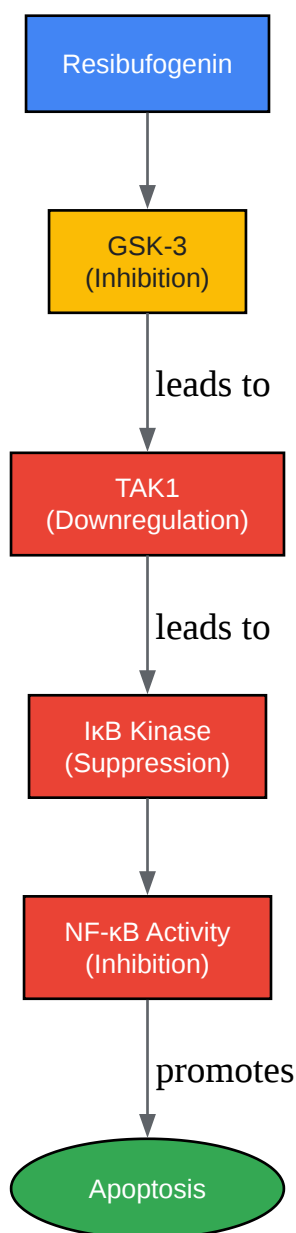 Resibufogenin
GSK-3
(Inhibition)
leads to
TAK1
(Downregulation)
leads to
IκB Kinase
(Suppression)
NF-κB Activity
(Inhibition)
promotes
Apoptosis